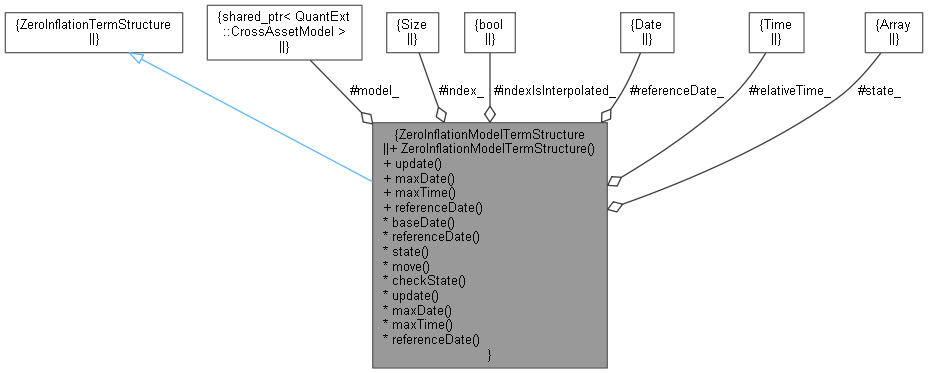 {ZeroInflationTermStructure
||}
{shared_ptr< QuantExt
::CrossAssetModel >
||}
{Size
||}
{bool
||}
{Date
||}
{Time
||}
{Array
||}
#model_
#index_
#indexIsInterpolated_
#referenceDate_
#relativeTime_
#state_
{ZeroInflationModelTermStructure
||+ ZeroInflationModelTermStructure()
+ update()
+ maxDate()
+ maxTime()
+ referenceDate()
* baseDate()
* referenceDate()
* state()
* move()
* checkState()
* update()
* maxDate()
* maxTime()
* referenceDate()
}